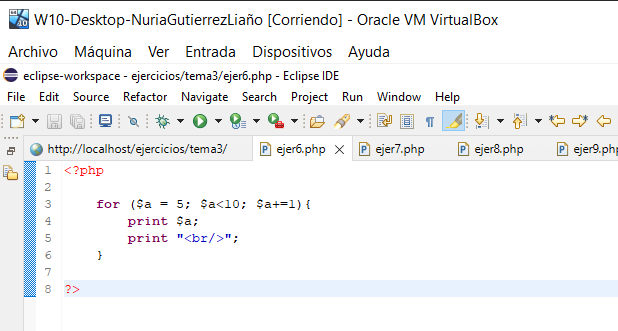 W10-Desktop-NuriaGutierrezLiaño [Corriendo] - Oracle VM VirtualBox
Archivo Máquina Ver Entrada Dispositivos Ayuda
eclipse-workspace - ejercicios/tema3/ejer6.php - Eclipse IDE
File Edit Source Refactor Navigate Search Project Run Window Help
http://localhost/ejercicios/tema3/ ejer6.php ejer7.php ejer8.php ejer9.php
1 <?php
2
3 for ($a = 5; $a<10; $a+=1){
4 print $a;
5 print "<br/>";
6 }
7
8 ?>